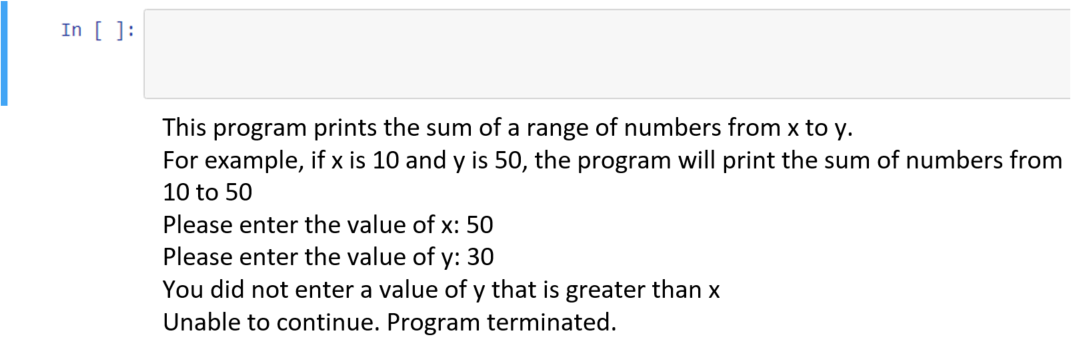 In [ ]:
This program prints the sum of a range of numbers from x to y.
For example, if x is 10 and y is 50, the program will print the sum of numbers from
10 to 50
Please enter the value of x: 50
Please enter the value of y: 30
You did not enter a value of y that is greater than x
Unable to continue. Program terminated.